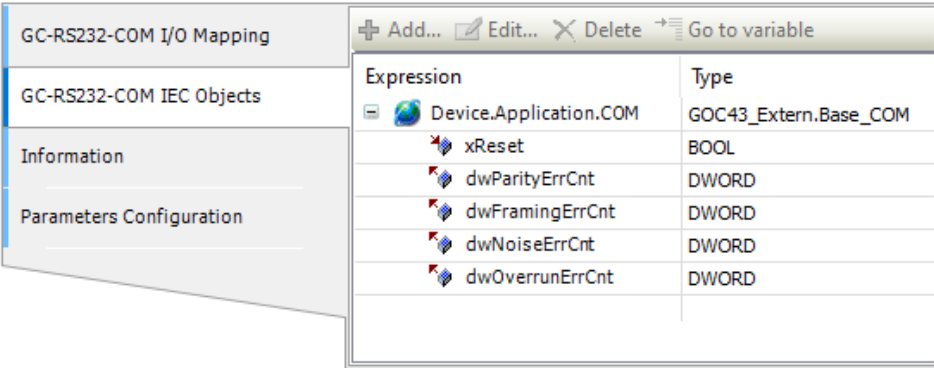 GC-RS232-COM I/O Mapping
GC-RS232-COM IEC Objects
Information
Parameters Configuration
Add... Edit... Delete Go to variable
Expression Type
Device.Application.COM GOC43_Extern.Base_COM
xReset BOOL
dwParityErrCnt DWORD
dwFramingErrCnt DWORD
dwNoiseErrCnt DWORD
dwOverrunErrCnt DWORD